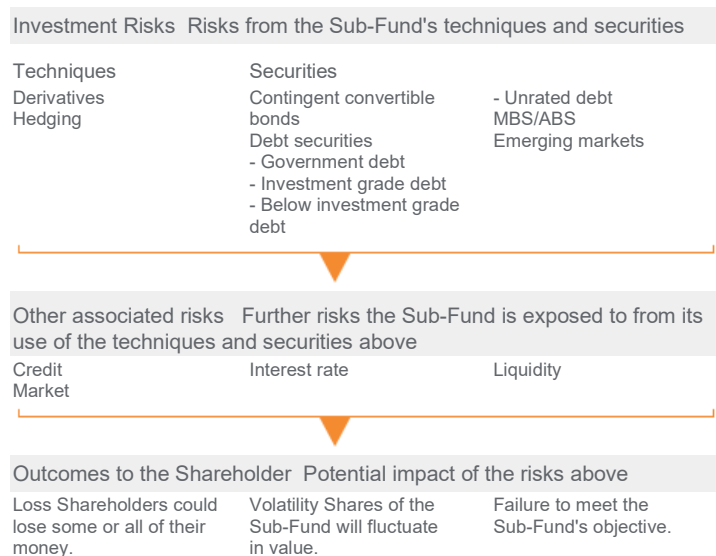 Investment Risks Risks from the Sub-Fund's techniques and securities
Techniques
Derivatives
Hedging
Securities
Contingent convertible
bonds
Debt securities
- Government debt
- Investment grade debt
- Below investment grade
debt
- Unrated debt
MBS/ABS
Emerging markets
Other associated risks Further risks the Sub-Fund is exposed to from its
use of the techniques and securities above
Credit
Market
Interest rate
Liquidity
Outcomes to the Shareholder Potential impact of the risks above
Loss Shareholders could
lose some or all of their
money.
Volatility Shares of the
Sub-Fund will fluctuate
in value.
Failure to meet the
Sub-Fund's objective.